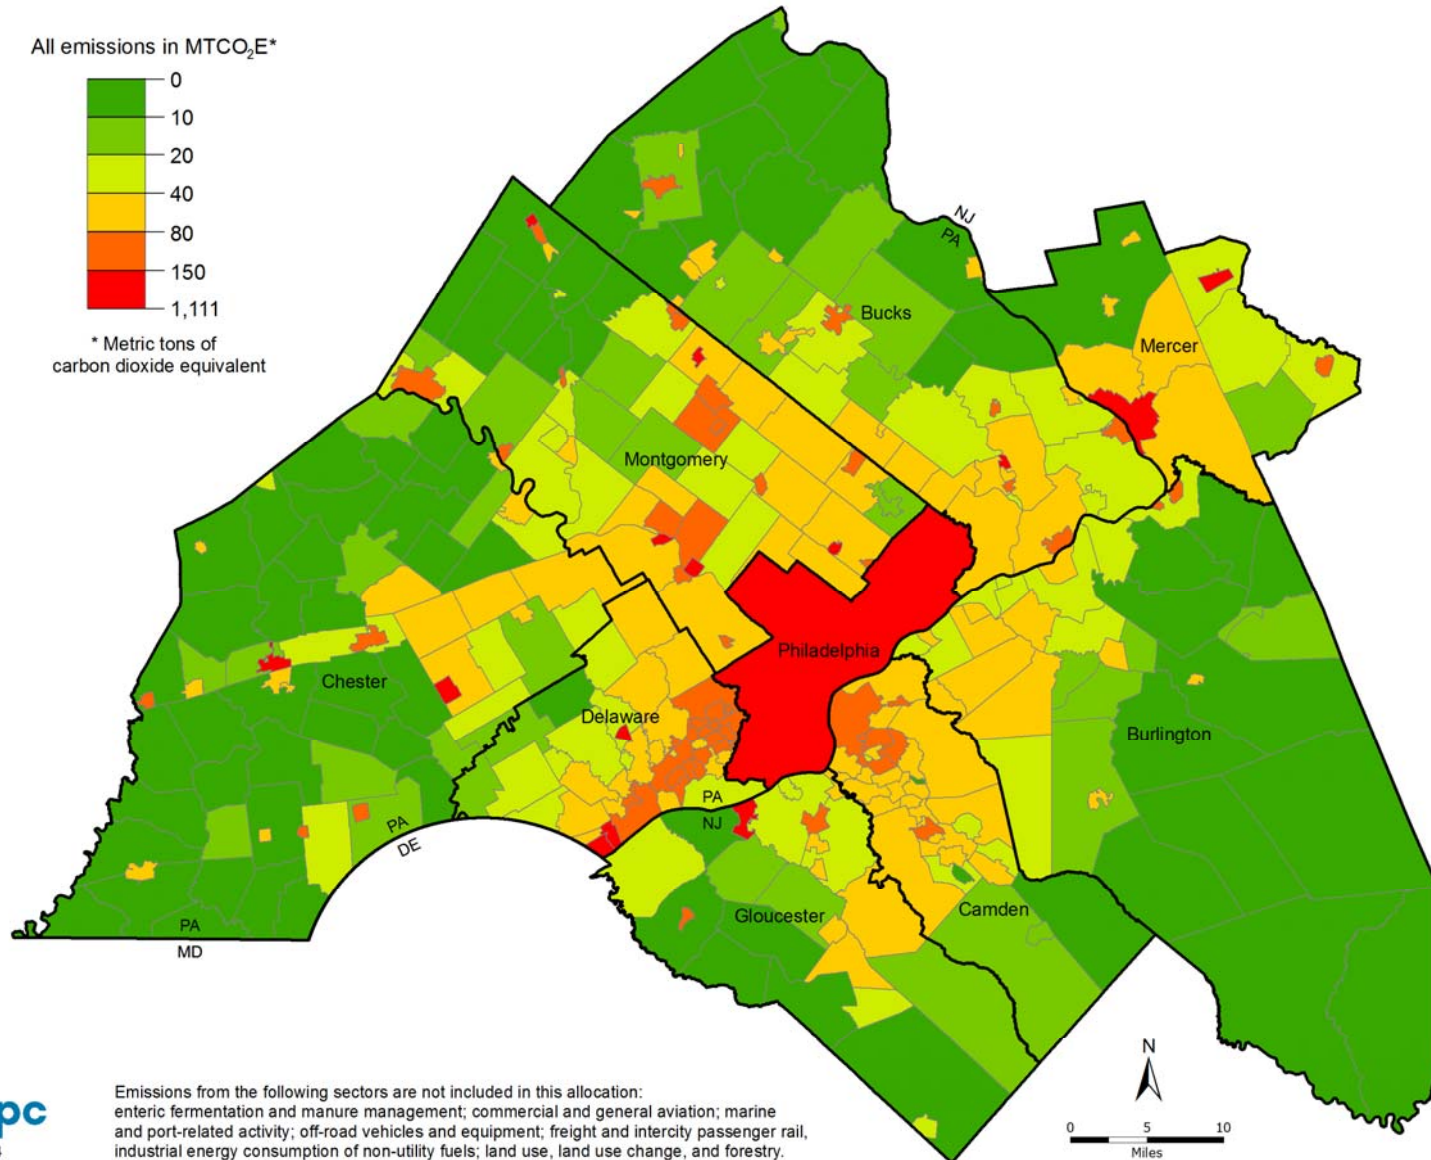 All emissions in MTCO₂E*
0
10
20
40
80
150
1,111
* Metric tons of
carbon dioxide equivalent
NJ
PA
Bucks
Mercer
Montgomery
Philadelphia
Chester
Delaware
Burlington
PA
NJ
PA
DE
Gloucester
Camden
PA
MD
N
0 5 10
Miles
pc
Emissions from the following sectors are not included in this allocation:
enteric fermentation and manure management; commercial and general aviation; marine
and port-related activity; off-road vehicles and equipment; freight and intercity passenger rail,
industrial energy consumption of non-utility fuels; land use, land use change, and forestry.